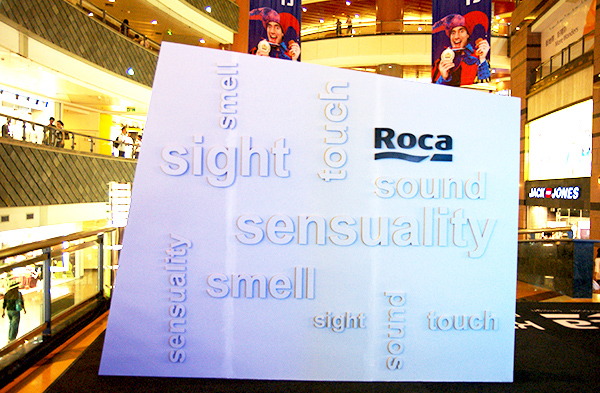 smell
touch
sight
Roca
sound
sensuality
sensuality
smell
sight
sound
touch
JACK JONES